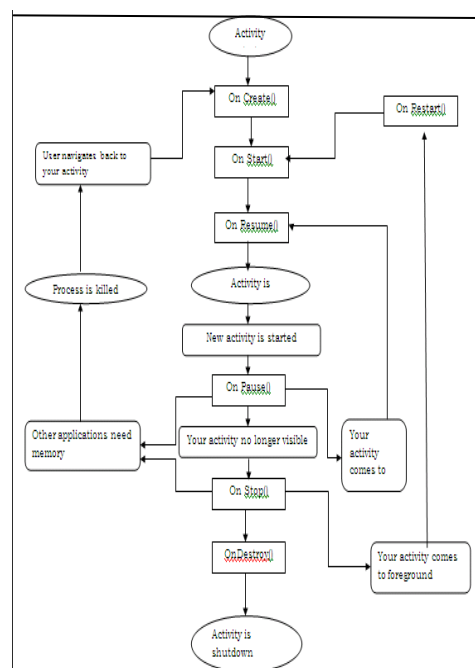 Activity
On Create()
On Restart()
User navigates back to
your activity
On Start()
On Resume()
Process is killed
Activity is
New activity is started
On Pause()
Other applications need
memory
Your activity no longer visible
Your
activity
comes to
On Stop()
OnDestroy()
Your activity comes
to foreground
Activity is
shutdown